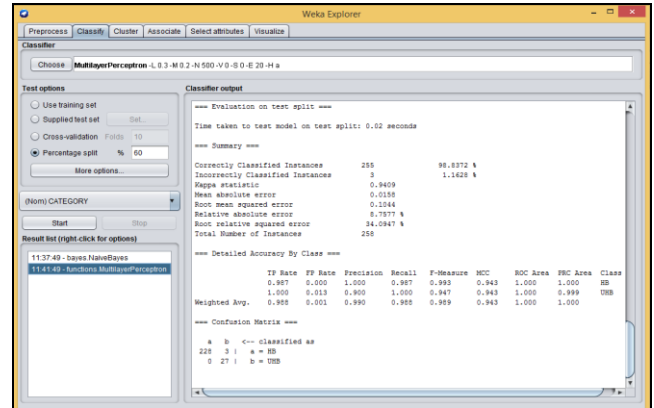 Weka Explorer
Preprocess Classify Cluster Associate Select attributes Visualize
Classifier
Choose MultilayerPerceptron -L 0.3 -M 0.2 -N 500 -V 0 -S 0 -E 20 -H a
Test options
Use training set
Supplied test set Set...
Cross-validation Folds 10
Percentage split % 60
More options...
(Nom) CATEGORY
Start Stop
Result list (right-click for options)
11:37:49 - bayes.NaiveBayes
11:41:49 - functions.MultilayerPerceptron
Classifier output
=== Evaluation on test split ===
Time taken to test model on test split: 0.02 seconds
=== Summary ===
Correctly Classified Instances 255 98.8372 %
Incorrectly Classified Instances 3 1.1628 %
Kappa statistic 0.9409
Mean absolute error 0.0158
Root mean squared error 0.1044
Relative absolute error 8.7577 %
Root relative squared error 34.0947 %
Total Number of Instances 258
=== Detailed Accuracy By Class ===
TP Rate FP Rate Precision Recall F-Measure MCC ROC Area PRC Area Class
0.987 0.000 1.000 0.987 0.993 0.943 1.000 1.000 HB
1.000 0.013 0.900 1.000 0.947 0.943 1.000 0.999 UHB
Weighted Avg. 0.988 0.001 0.990 0.988 0.989 0.943 1.000 1.000
=== Confusion Matrix ===
a b <-- classified as
228 3 | a = HB
0 27 | b = UHB